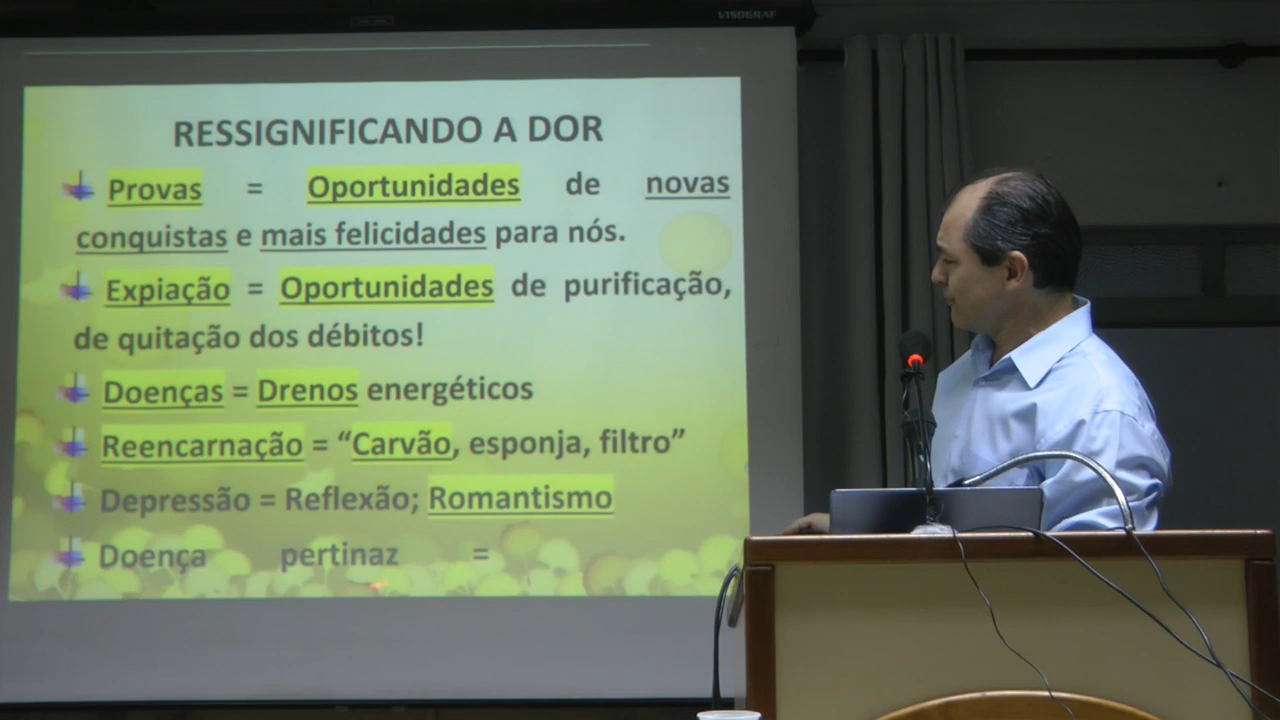 VISOGRAF
RESSIGNIFICANDO A DOR
Provas = Oportunidades de novas
conquistas e mais felicidades para nós.
Expiação = Oportunidades de purificação,
de quitação dos débitos!
Doenças = Drenos energéticos
Reencarnação = “Carvão, esponja, filtro”
Depressão = Reflexão; Romantismo
Doença pertinaz =